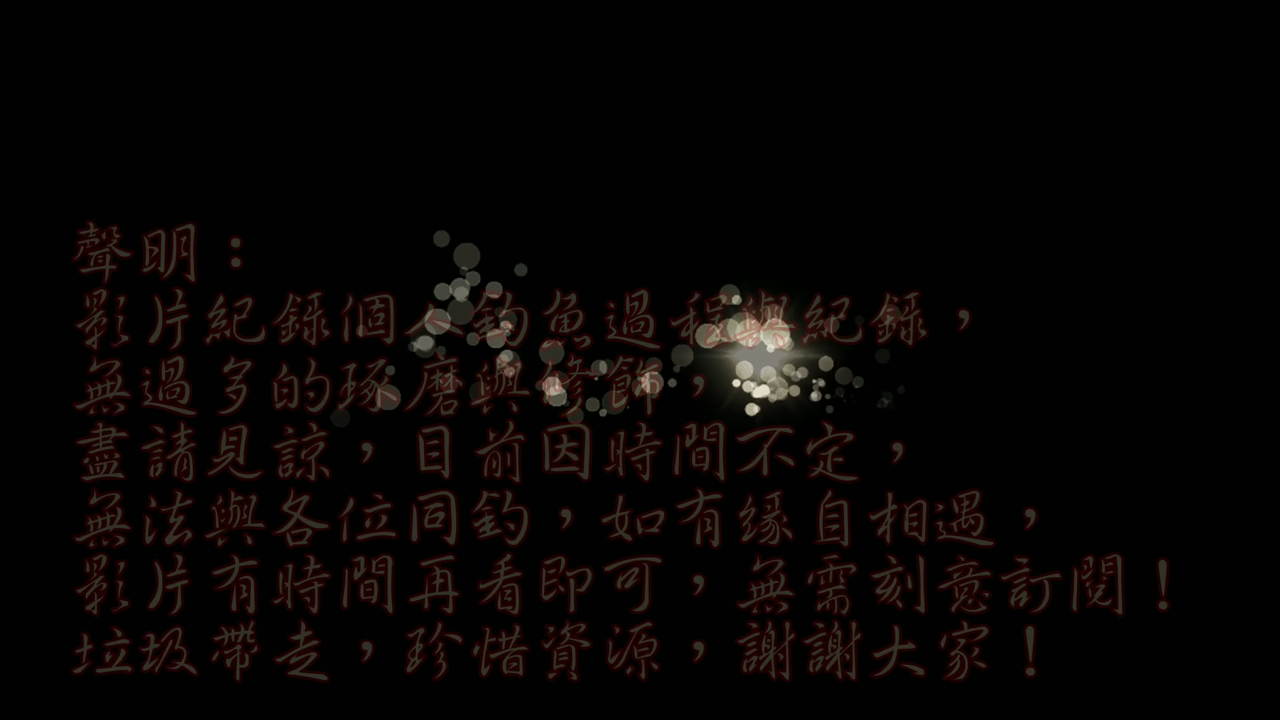 聲明：
影片紀錄個人釣魚過程與紀錄，
無過多的琢磨與修飾，
盡請見諒，目前因時間不定，
無法與各位同釣，如有緣自相遇，
影片有時間再看即可，無需刻意訂閱！
垃圾帶走，珍惜資源，謝謝大家！